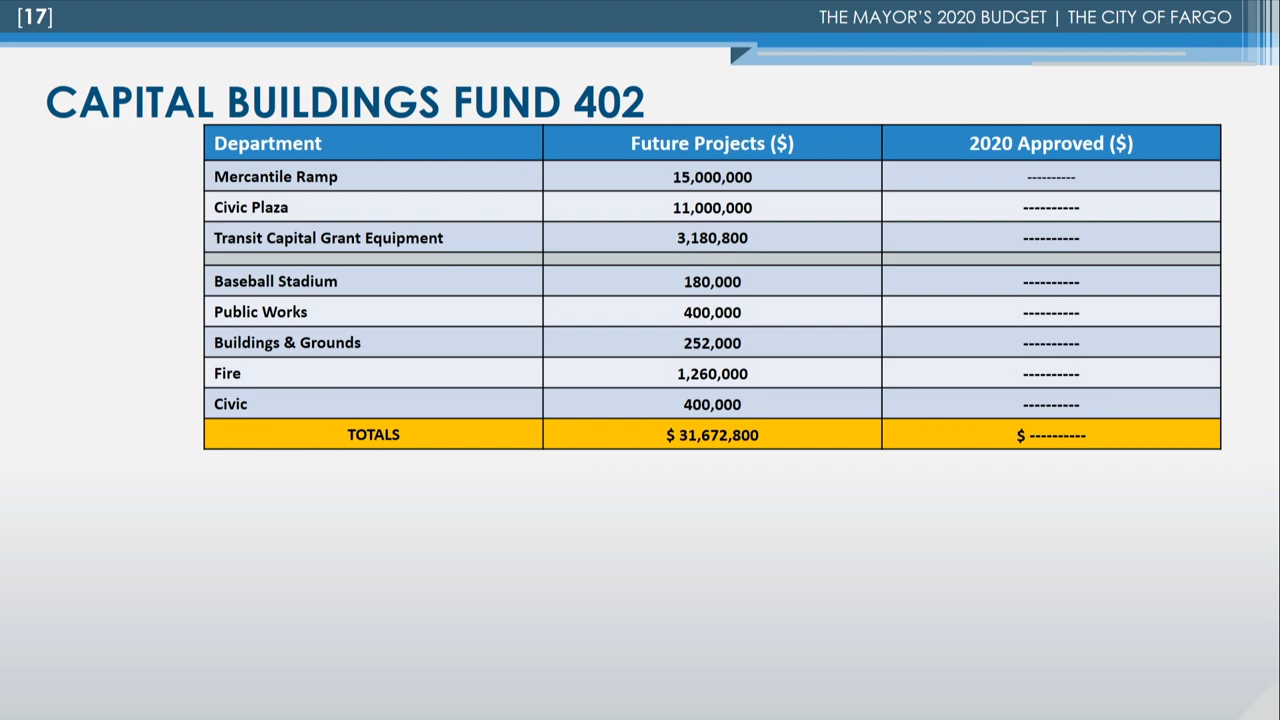 [17]
THE MAYOR'S 2020 BUDGET | THE CITY OF FARGO
CAPITAL BUILDINGS FUND 402
Department Future Projects ($) 2020 Approved ($)
Mercantile Ramp 15,000,000 ----------
Civic Plaza 11,000,000 ----------
Transit Capital Grant Equipment 3,180,800 ----------
Baseball Stadium 180,000 ----------
Public Works 400,000 ----------
Buildings & Grounds 252,000 ----------
Fire 1,260,000 ----------
Civic 400,000 ----------
TOTALS $ 31,672,800 $ ----------